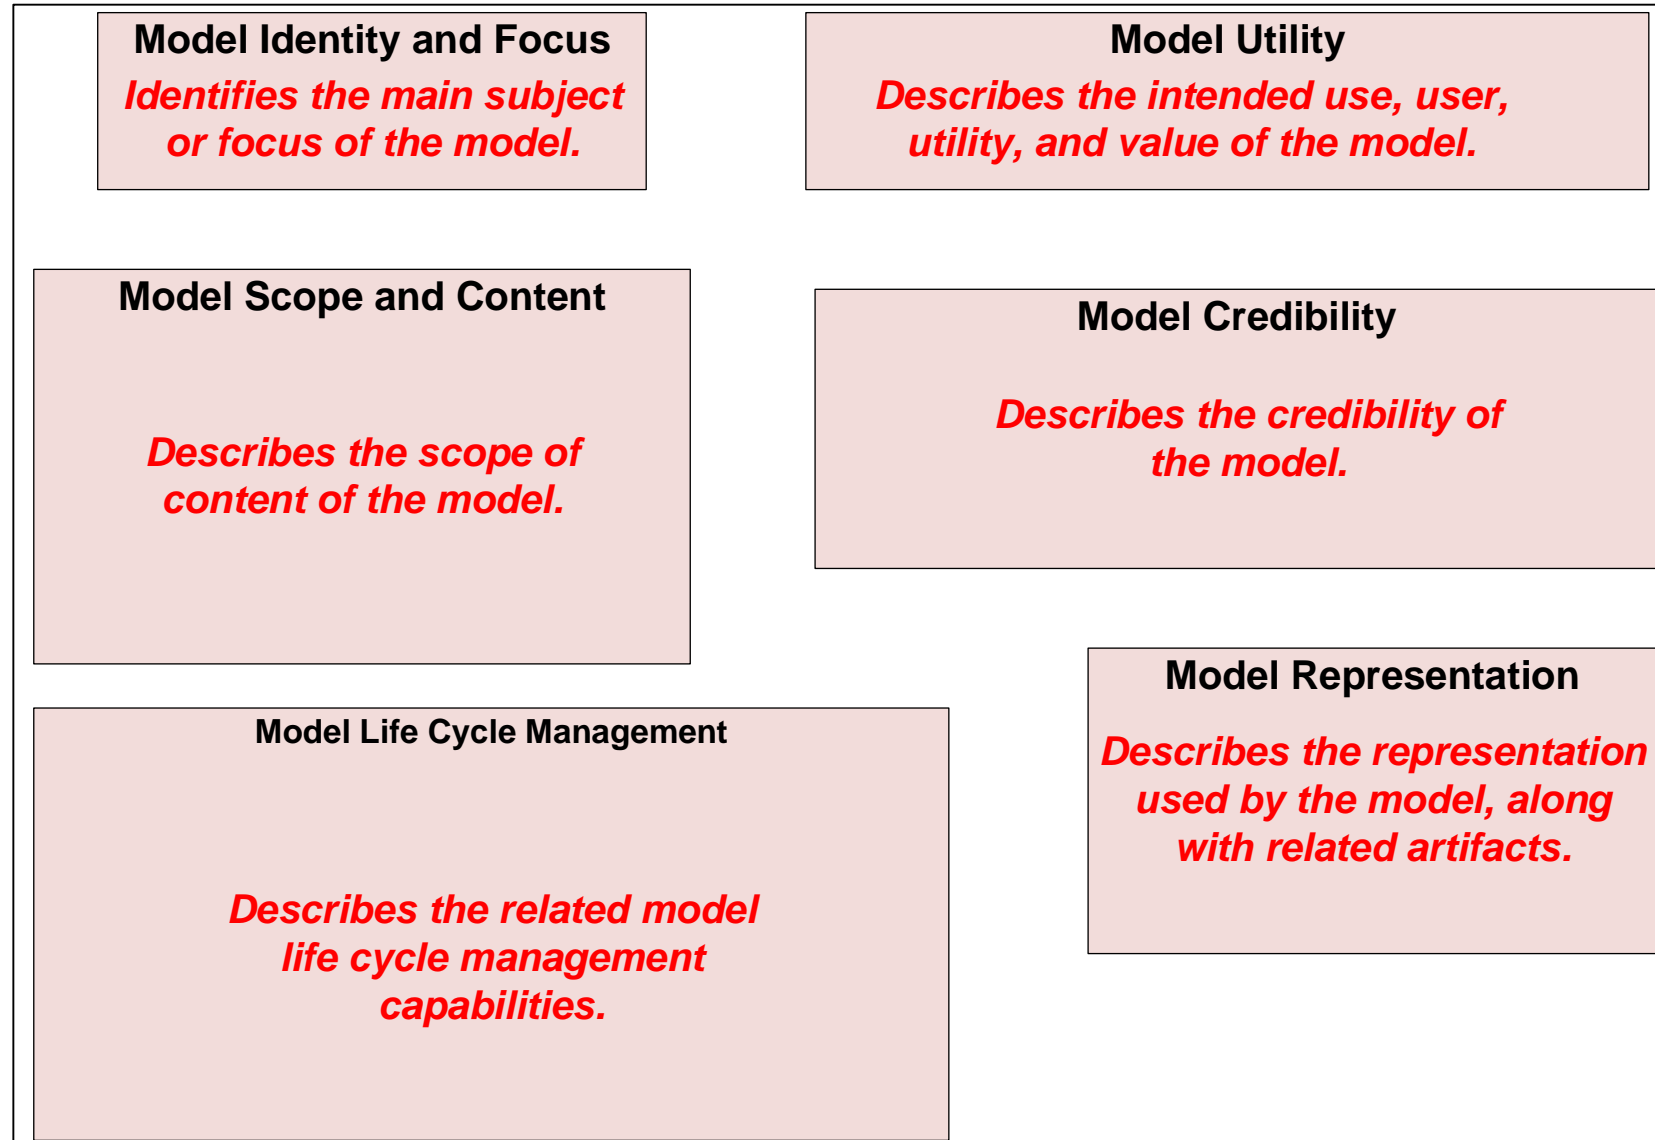 Model Identity and Focus
Identifies the main subject
or focus of the model.
Model Utility
Describes the intended use, user,
utility, and value of the model.
Model Scope and Content
Describes the scope of
content of the model.
Model Credibility
Describes the credibility of
the model.
Model Representation
Describes the representation
used by the model, along
with related artifacts.
Model Life Cycle Management
Describes the related model
life cycle management
capabilities.